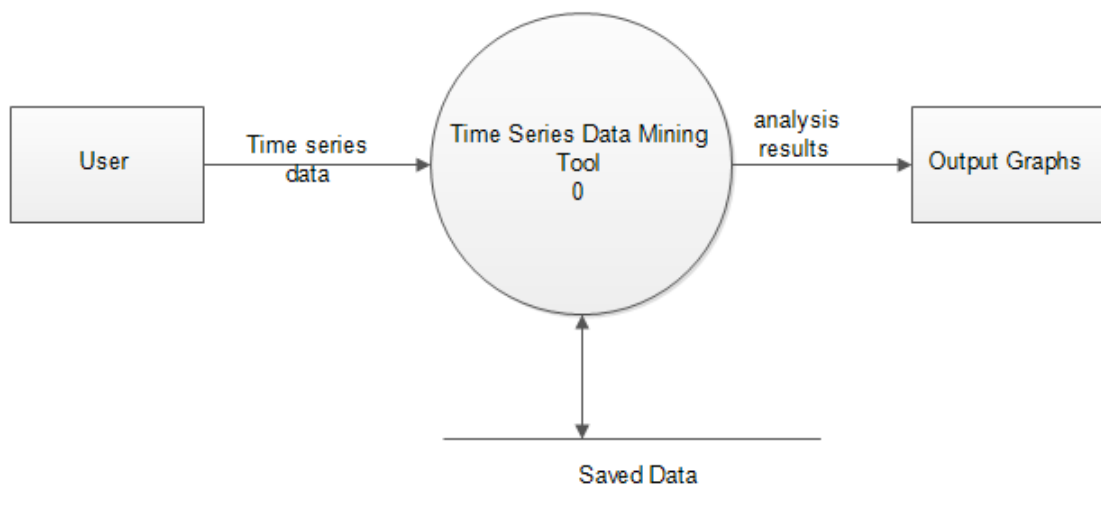 User
Time series
data
Time Series Data Mining
Tool
0
analysis
results
Output Graphs
Saved Data